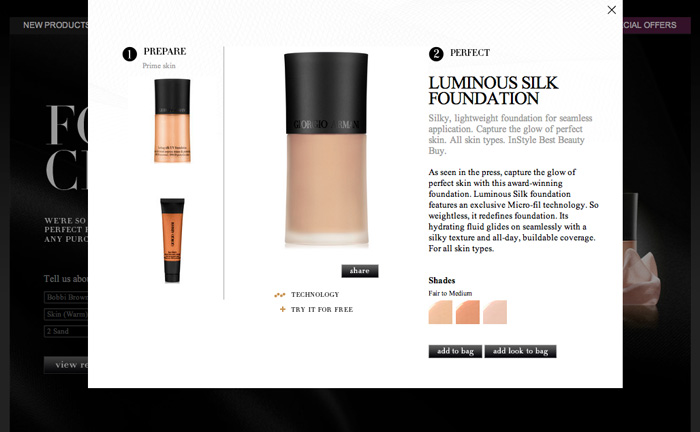 NEW PRODUCTS
CIAL OFFERS
WE'RE SO
PERFECT
ANY PURC
Tell us abou
Bobbi Brown
Skin (Warm)
2 Sand
view re
1 PREPARE
Prime skin
GIORGIO ARMANI
share
TECHNOLOGY
TRY IT FOR FREE
2 PERFECT
LUMINOUS SILK
FOUNDATION
Silky, lightweight foundation for seamless
application. Capture the glow of perfect
skin. All skin types. InStyle Best Beauty
Buy.
As seen in the press, capture the glow of
perfect skin with this award-winning
foundation. Luminous Silk foundation
features an exclusive Micro-fil technology. So
weightless, it redefines foundation. Its
hydrating fluid glides on seamlessly with a
silky texture and all-day, buildable coverage.
For all skin types.
Shades
Fair to Medium
add to bag add look to bag